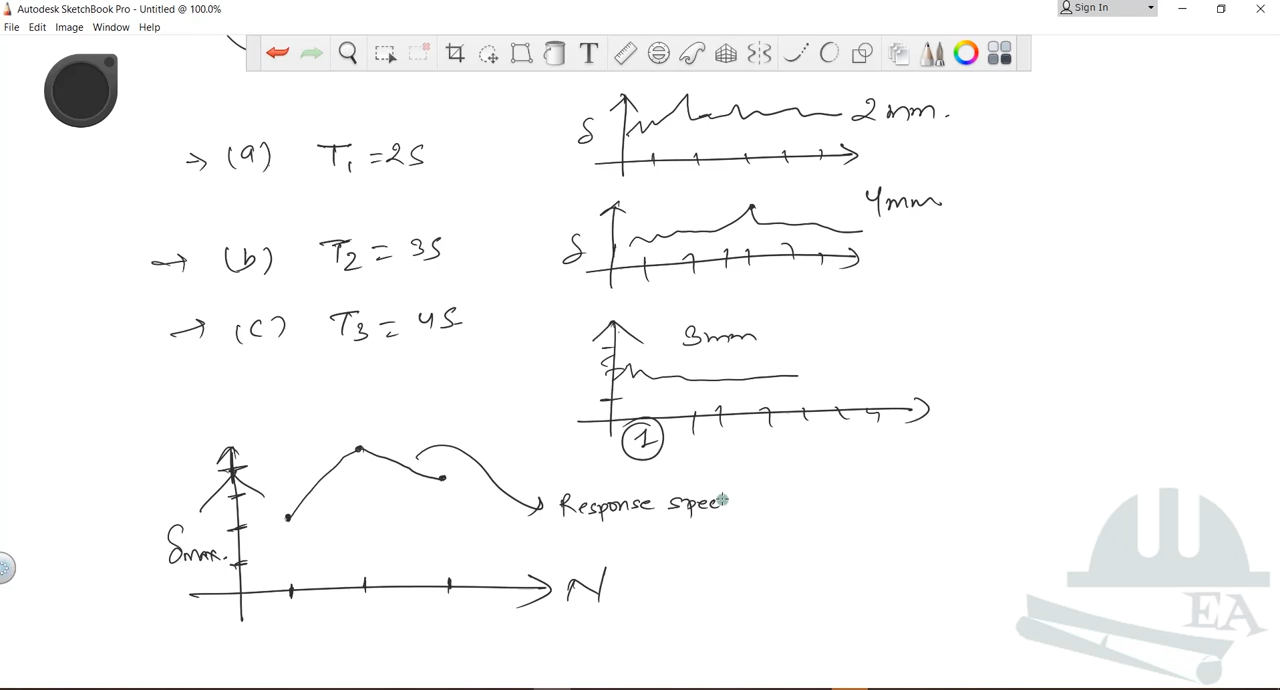 Autodesk SketchBook Pro - Untitled @ 100.0%
Sign In
File Edit Image Window Help
T
δ
2mm.
→ (a) T1 = 2S
4mm
δ
→ (b) T2 = 3S
→ (c) T3 = 4S
3mm
1
Response spec
δmax.
N
EA